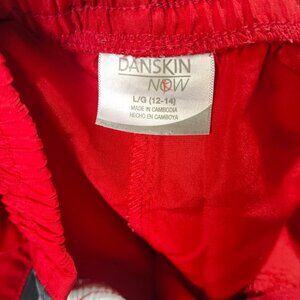 DANSKIN
NOW
L/G (12-14)
MADE IN CAMBODIA
HECHO EN CAMBOYA